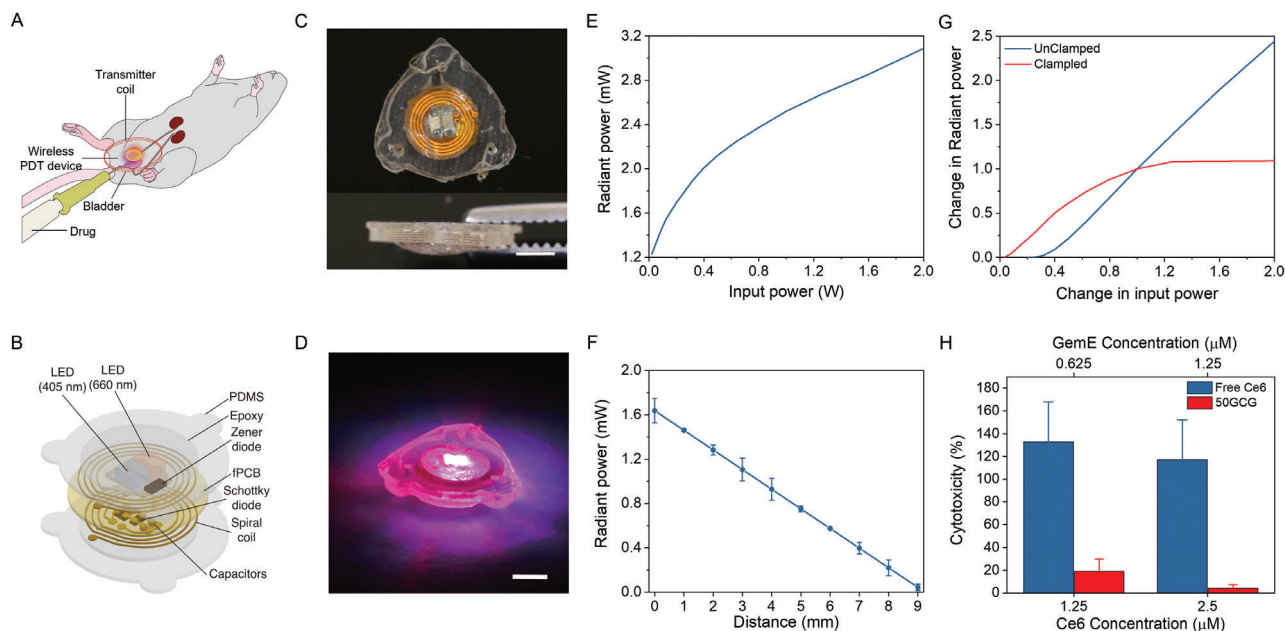 A
Transmitter
coil
Wireless
PDT device
Bladder
Drug
B
LED
(405 nm)
LED
(660 nm)
PDMS
Epoxy
Zener
diode
fPCB
Schottky
diode
Spiral
coil
Capacitors
C
D
E
Radiant power (mW)
3.2
2.8
2.4
2.0
1.6
1.2
0.0 0.4 0.8 1.2 1.6 2.0
Input power (W)
F
Radiant power (mW)
2.0
1.6
1.2
0.8
0.4
0.0
0 1 2 3 4 5 6 7 8 9
Distance (mm)
G
Change in Radiant power
2.5
2.0
1.5
1.0
0.5
0.0
UnClamped
Clampled
0.0 0.4 0.8 1.2 1.6 2.0
Change in input power
H
GemE Concentration (μM)
0.625 1.25
Cytotoxicity (%)
180
160
140
120
100
80
60
40
20
0
Free Ce6
50GCG
1.25 2.5
Ce6 Concentration (μM)